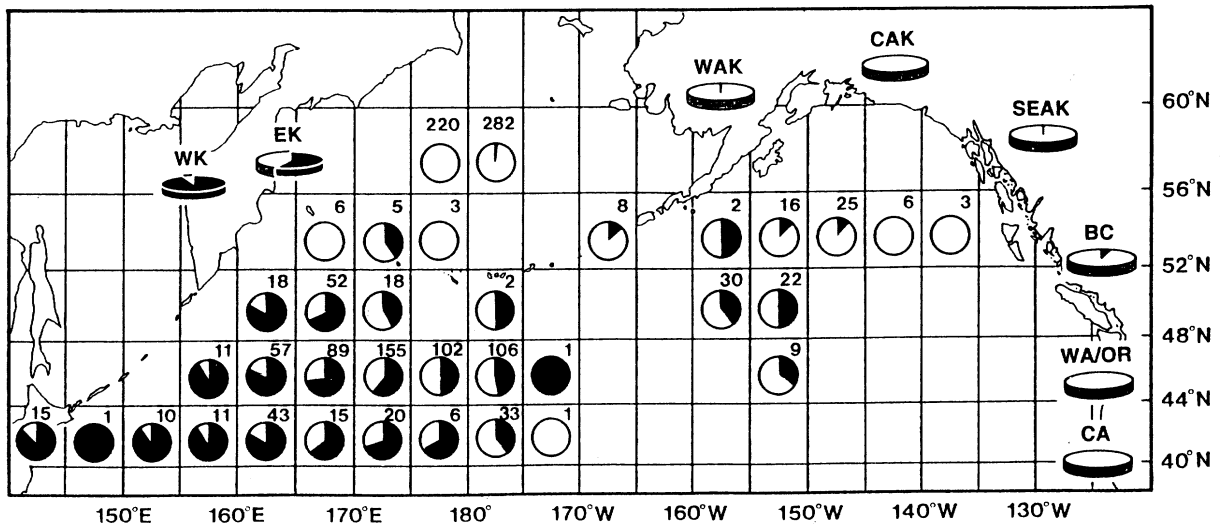 CAK
WAK
60°N
SEAK
220 282
EK
WK
56°N
6 5 3 8 2 16 25 6 3
BC
52°N
18 52 18 2 30 22
48°N
11 57 89 155 102 106 1 9
WA/OR
44°N
15 1 10 11 43 15 20 6 33 1
CA
40°N
150°E 160°E 170°E 180° 170°W 160°W 150°W 140°W 130°W